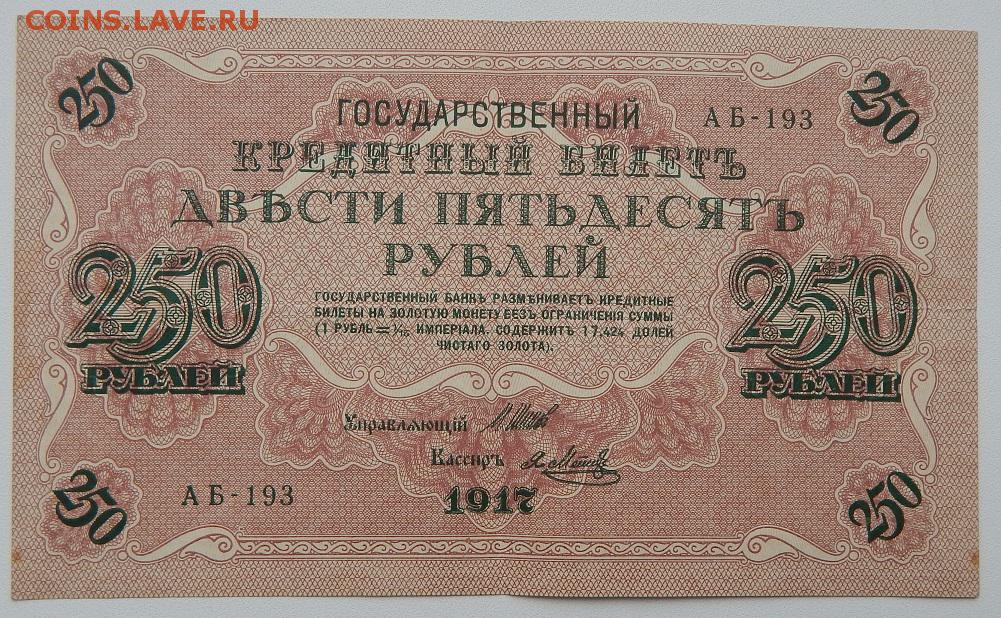 COINS.LAVE.RU
250
250
ГОСУДАРСТВЕННЫЙ
АБ-193
КРЕДИТНЫЙ БИЛЕТЪ
ДВѢСТИ ПЯТЬДЕСЯТЪ
РУБЛЕЙ
250
РУБЛЕЙ
250
РУБЛЕЙ
ГОСУДАРСТВЕННЫЙ БАНКЪ РАЗМѢНИВАЕТЪ КРЕДИТНЫЕ
БИЛЕТЫ НА ЗОЛОТУЮ МОНЕТУ БЕЗЪ ОГРАНИЧЕНІЯ СУММЫ
(1 РУБЛЬ = 1/15 ИМПЕРІАЛА, СОДЕРЖИТЪ 17,424 ДОЛЕЙ
ЧИСТАГО ЗОЛОТА).
Управляющій
Кассиръ
АБ-193
1917
250
250